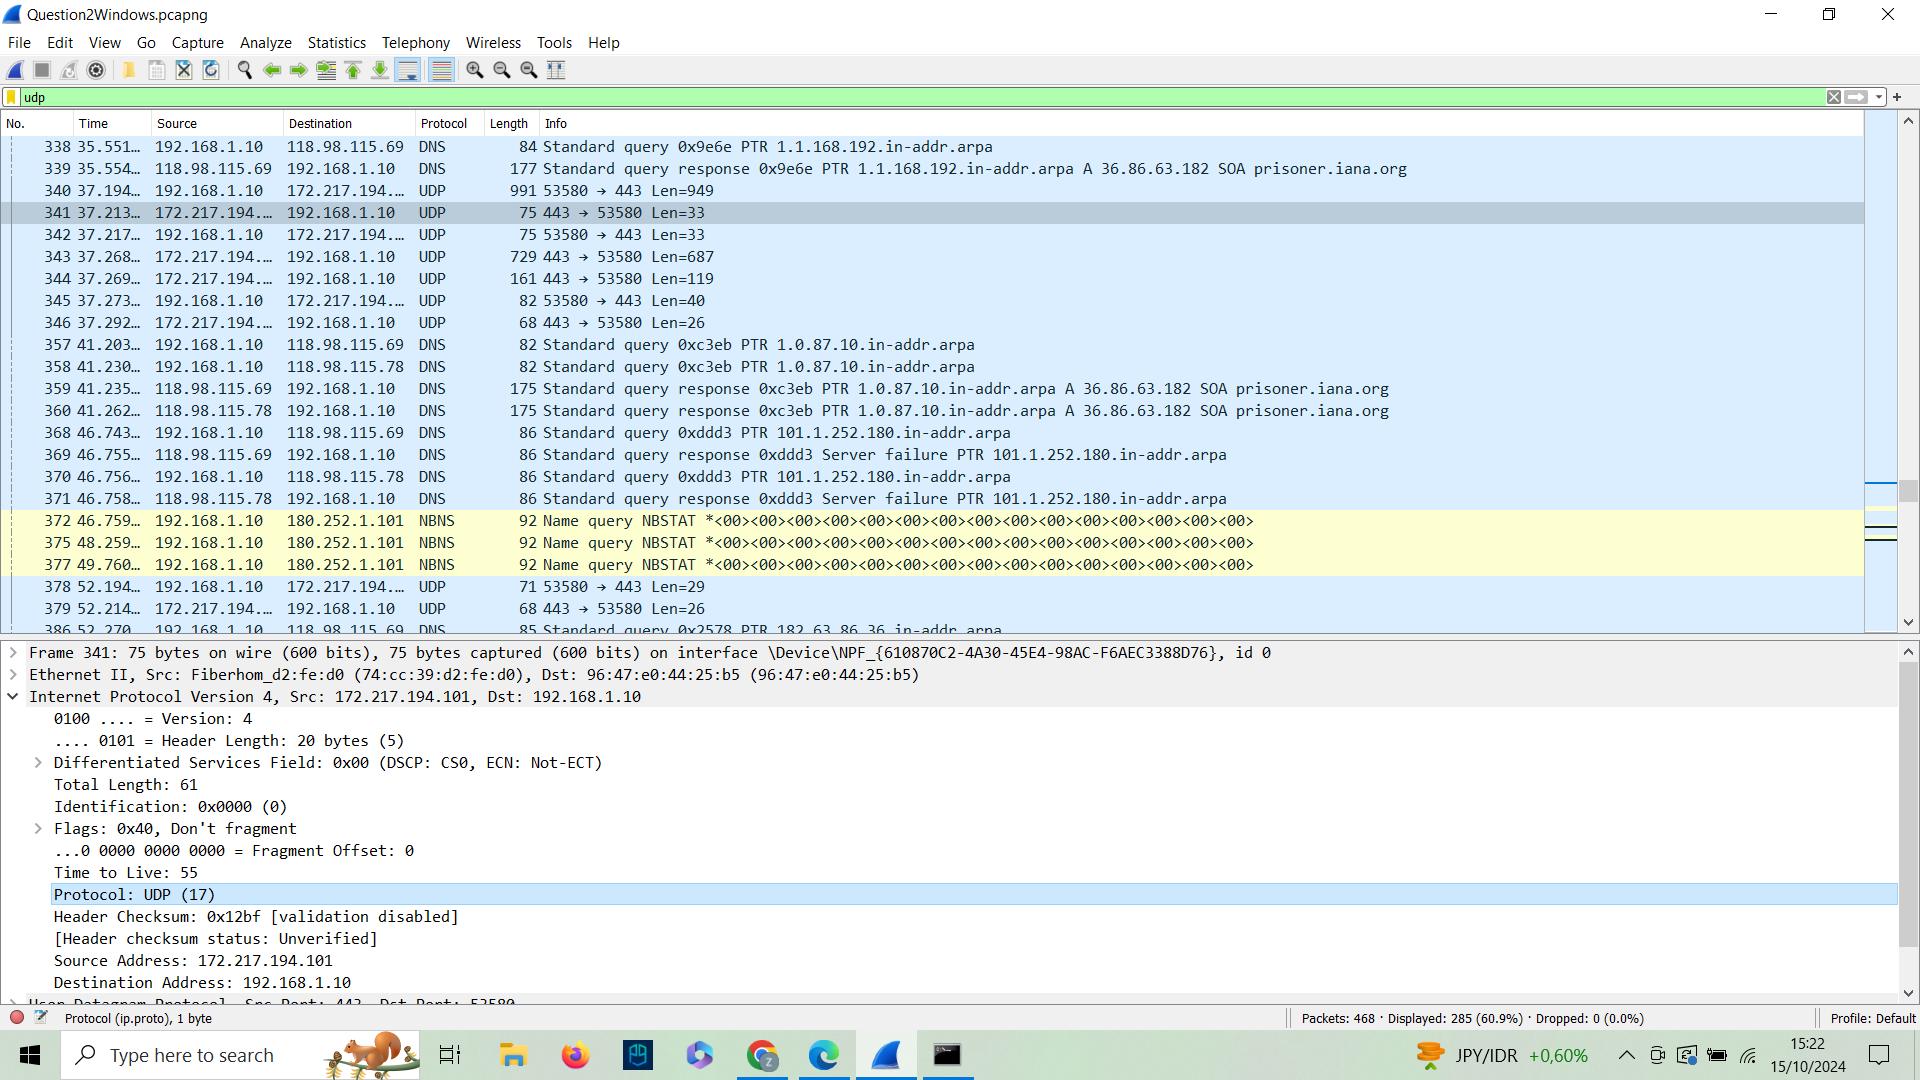 Question2Windows.pcapng
File Edit View Go Capture Analyze Statistics Telephony Wireless Tools Help
udp
No. Time Source Destination Protocol Length Info
338 35.551… 192.168.1.10 118.98.115.69 DNS 84 Standard query 0x9e6e PTR 1.1.168.192.in-addr.arpa
339 35.554… 118.98.115.69 192.168.1.10 DNS 177 Standard query response 0x9e6e PTR 1.1.168.192.in-addr.arpa A 36.86.63.182 SOA prisoner.iana.org
340 37.194… 192.168.1.10 172.217.194.… UDP 991 53580 → 443 Len=949
341 37.213… 172.217.194.… 192.168.1.10 UDP 75 443 → 53580 Len=33
342 37.217… 192.168.1.10 172.217.194.… UDP 75 53580 → 443 Len=33
343 37.268… 172.217.194.… 192.168.1.10 UDP 729 443 → 53580 Len=687
344 37.269… 172.217.194.… 192.168.1.10 UDP 161 443 → 53580 Len=119
345 37.273… 192.168.1.10 172.217.194.… UDP 82 53580 → 443 Len=40
346 37.292… 172.217.194.… 192.168.1.10 UDP 68 443 → 53580 Len=26
357 41.203… 192.168.1.10 118.98.115.69 DNS 82 Standard query 0xc3eb PTR 1.0.87.10.in-addr.arpa
358 41.230… 192.168.1.10 118.98.115.78 DNS 82 Standard query 0xc3eb PTR 1.0.87.10.in-addr.arpa
359 41.235… 118.98.115.69 192.168.1.10 DNS 175 Standard query response 0xc3eb PTR 1.0.87.10.in-addr.arpa A 36.86.63.182 SOA prisoner.iana.org
360 41.262… 118.98.115.78 192.168.1.10 DNS 175 Standard query response 0xc3eb PTR 1.0.87.10.in-addr.arpa A 36.86.63.182 SOA prisoner.iana.org
368 46.743… 192.168.1.10 118.98.115.69 DNS 86 Standard query 0xddd3 PTR 101.1.252.180.in-addr.arpa
369 46.755… 118.98.115.69 192.168.1.10 DNS 86 Standard query response 0xddd3 Server failure PTR 101.1.252.180.in-addr.arpa
370 46.756… 192.168.1.10 118.98.115.78 DNS 86 Standard query 0xddd3 PTR 101.1.252.180.in-addr.arpa
371 46.758… 118.98.115.78 192.168.1.10 DNS 86 Standard query response 0xddd3 Server failure PTR 101.1.252.180.in-addr.arpa
372 46.759… 192.168.1.10 180.252.1.101 NBNS 92 Name query NBSTAT *<00><00><00><00><00><00><00><00><00><00><00><00><00><00><00>
375 48.259… 192.168.1.10 180.252.1.101 NBNS 92 Name query NBSTAT *<00><00><00><00><00><00><00><00><00><00><00><00><00><00><00>
377 49.760… 192.168.1.10 180.252.1.101 NBNS 92 Name query NBSTAT *<00><00><00><00><00><00><00><00><00><00><00><00><00><00><00>
378 52.194… 192.168.1.10 172.217.194.… UDP 71 53580 → 443 Len=29
379 52.214… 172.217.194.… 192.168.1.10 UDP 68 443 → 53580 Len=26
386 52.270… 192.168.1.10 118.98.115.69 DNS 85 Standard query 0x2578 PTR 182.63.86.36.in-addr.arpa
Frame 341: 75 bytes on wire (600 bits), 75 bytes captured (600 bits) on interface \Device\NPF_{610870C2-4A30-45E4-98AC-F6AEC3388D76}, id 0
Ethernet II, Src: Fiberhom_d2:fe:d0 (74:cc:39:d2:fe:d0), Dst: 96:47:e0:44:25:b5 (96:47:e0:44:25:b5)
Internet Protocol Version 4, Src: 172.217.194.101, Dst: 192.168.1.10
0100 .... = Version: 4
.... 0101 = Header Length: 20 bytes (5)
Differentiated Services Field: 0x00 (DSCP: CS0, ECN: Not-ECT)
Total Length: 61
Identification: 0x0000 (0)
Flags: 0x40, Don't fragment
...0 0000 0000 0000 = Fragment Offset: 0
Time to Live: 55
Protocol: UDP (17)
Header Checksum: 0x12bf [validation disabled]
[Header checksum status: Unverified]
Source Address: 172.217.194.101
Destination Address: 192.168.1.10
User Datagram Protocol, Src Port: 443, Dst Port: 53580
Protocol (ip.proto), 1 byte
Packets: 468 · Displayed: 285 (60.9%) · Dropped: 0 (0.0%)
Profile: Default
Type here to search
JPY/IDR +0,60%
15:22
15/10/2024